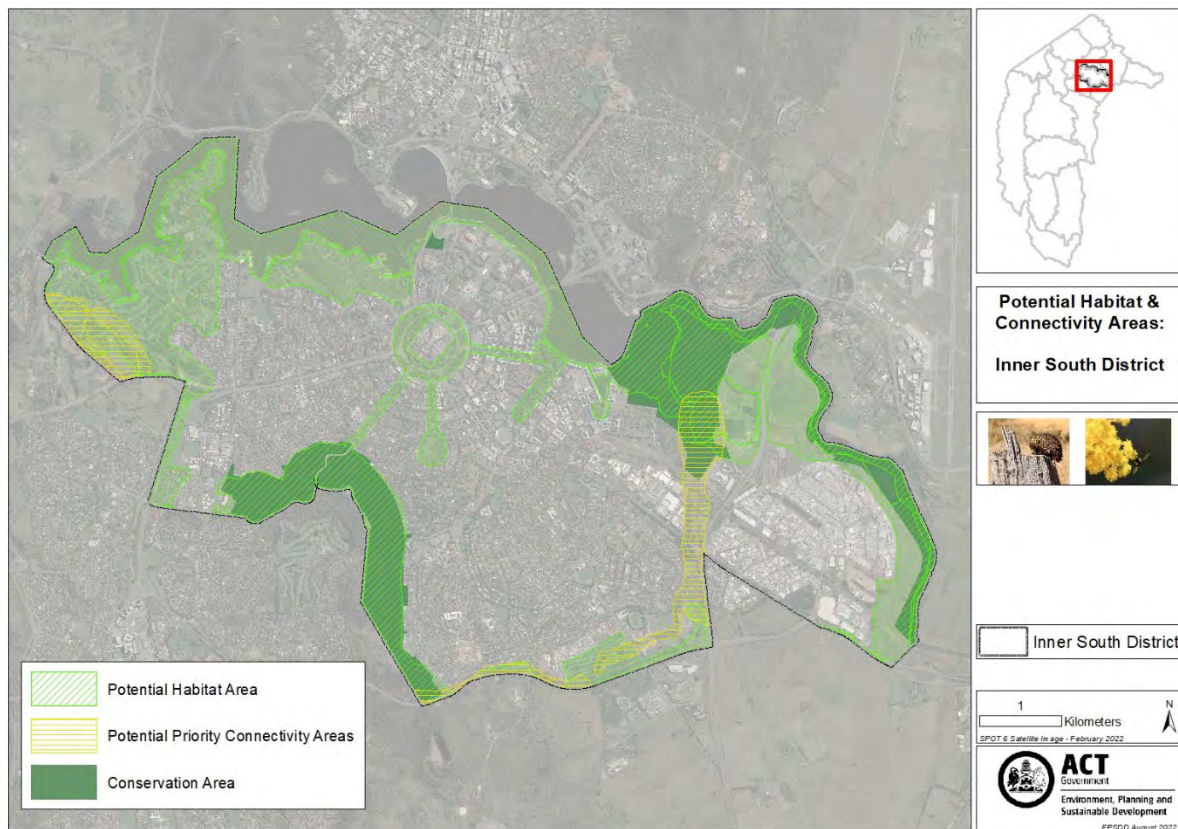 Potential Habitat &
Connectivity Areas:
Inner South District
Potential Habitat Area
Potential Priority Connectivity Areas
Conservation Area
Inner South District
1
Kilometers
N
SPOT 6 Satellite Image - February 2022
ACT
Government
Environment, Planning and
Sustainable Development
EPSDD August 2022